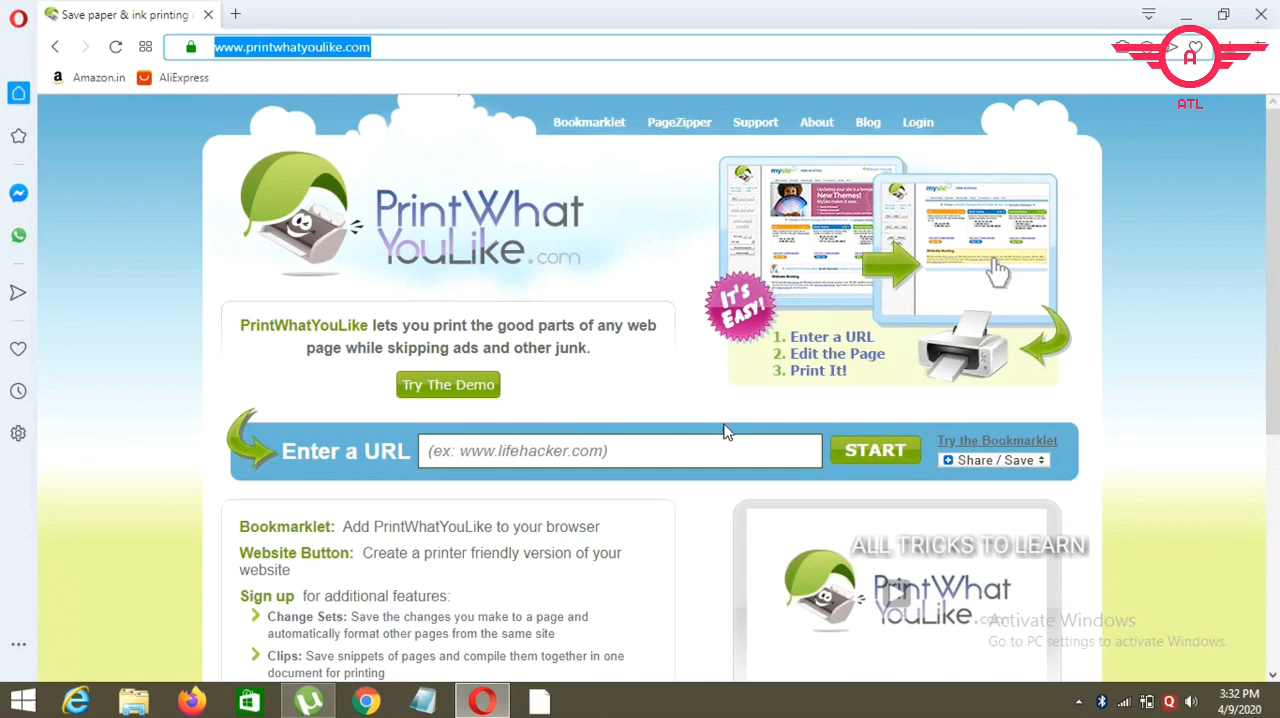 Save paper & ink printing
www.printwhatyoulike.com
Amazon.in
AliExpress
A
ATL
Bookmarklet
PageZipper
Support
About
Blog
Login
PrintWhat
YouLike.com
IT'S
EASY!
1. Enter a URL
2. Edit the Page
3. Print It!
PrintWhatYouLike lets you print the good parts of any web
page while skipping ads and other junk.
Try The Demo
Enter a URL
(ex: www.lifehacker.com)
START
Try the Bookmarklet
Share / Save
Bookmarklet: Add PrintWhatYouLike to your browser
Website Button: Create a printer friendly version of your
website
Sign up for additional features:
Change Sets: Save the changes you make to a page and
automatically format other pages from the same site
Clips: Save snippets of pages and compile them together in one
document for printing
ALL TRICKS TO LEARN
PrintWhat
YouLike.com
Activate Windows
Go to PC settings to activate Windows.
3:32 PM
4/9/2020